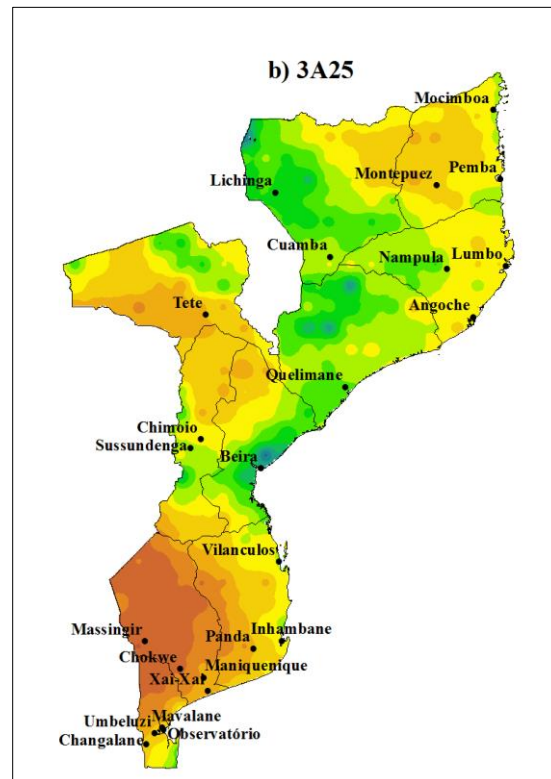 b) 3A25
Mocimboa
Pemba
Montepuez
Lichinga
Cuamba
Nampula
Lumbo
Tete
Angoche
Quelimane
Chimoio
Sussundenga
Beira
Vilanculos
Massingir
Panda
Inhambane
Chokwe
Maniquenique
Xai-Xai
Umbeluzi
Mavalane
Observatório
Changalane